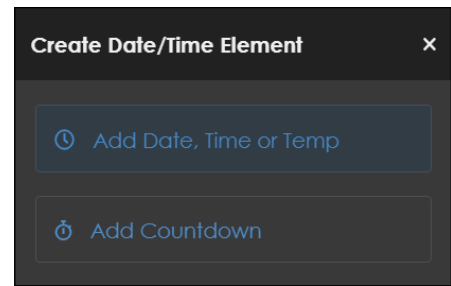 Create Date/Time Element
Add Date, Time or Temp
Add Countdown